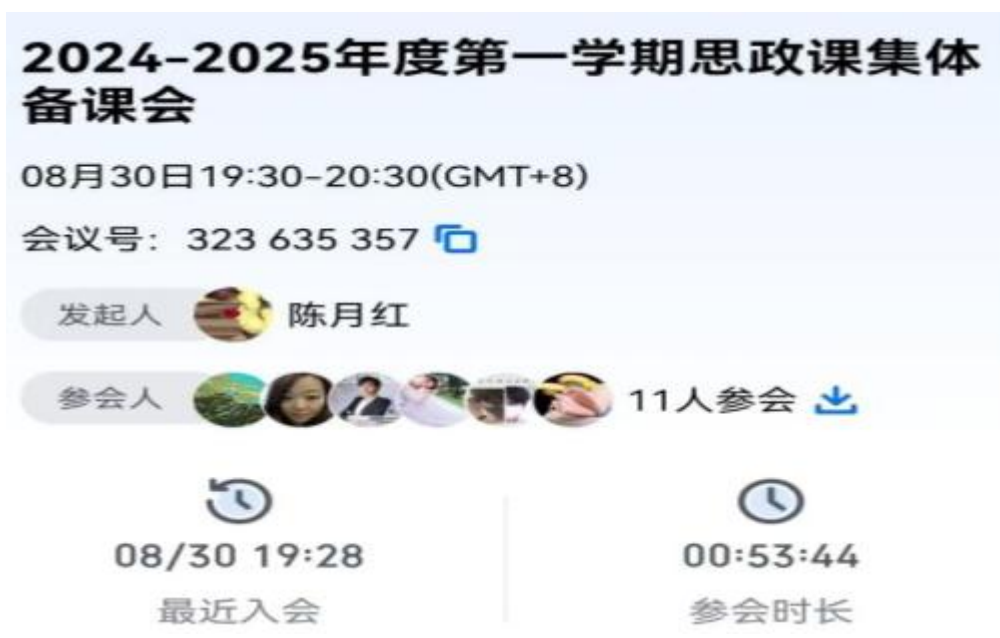 2024-2025年度第一学期思政课集体
备课会
08月30日19:30-20:30(GMT+8)
会议号：323 635 357
发起人 陈月红
参会人 11人参会
08/30 19:28 00:53:44
最近入会 参会时长